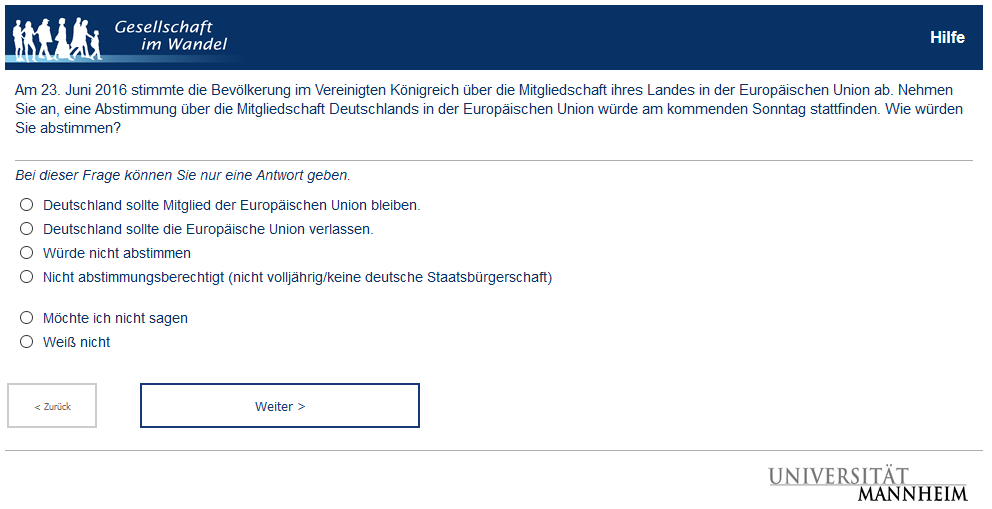 Gesellschaft
im Wandel
Hilfe
Am 23. Juni 2016 stimmte die Bevölkerung im Vereinigten Königreich über die Mitgliedschaft ihres Landes in der Europäischen Union ab. Nehmen
Sie an, eine Abstimmung über die Mitgliedschaft Deutschlands in der Europäischen Union würde am kommenden Sonntag stattfinden. Wie würden
Sie abstimmen?
Bei dieser Frage können Sie nur eine Antwort geben.
Deutschland sollte Mitglied der Europäischen Union bleiben.
Deutschland sollte die Europäische Union verlassen.
Würde nicht abstimmen
Nicht abstimmungsberechtigt (nicht volljährig/keine deutsche Staatsbürgerschaft)
Möchte ich nicht sagen
Weiß nicht
< Zurück
Weiter >
UNIVERSITÄT
MANNHEIM